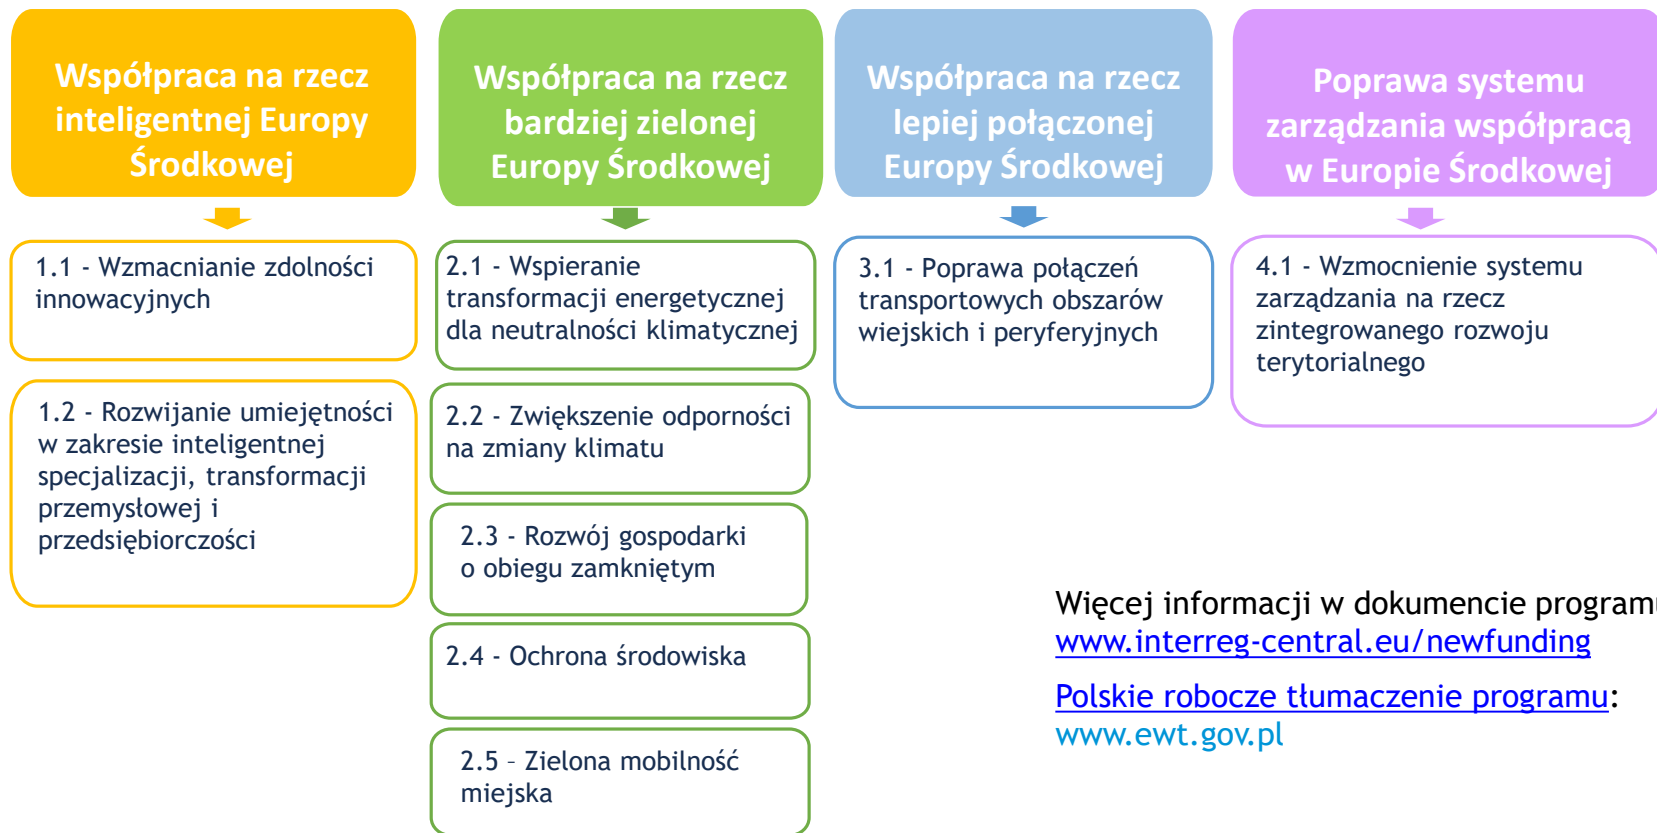 Współpraca na rzecz
inteligentnej Europy
Środkowej
1.1 - Wzmacnianie zdolności
innowacyjnych
1.2 - Rozwijanie umiejętności
w zakresie inteligentnej
specjalizacji, transformacji
przemysłowej i
przedsiębiorczości
Współpraca na rzecz
bardziej zielonej
Europy Środkowej
2.1 - Wspieranie
transformacji energetycznej
dla neutralności klimatycznej
2.2 - Zwiększenie odporności
na zmiany klimatu
2.3 - Rozwój gospodarki
o obiegu zamkniętym
2.4 - Ochrona środowiska
2.5 – Zielona mobilność
miejska
Współpraca na rzecz
lepiej połączonej
Europy Środkowej
3.1 - Poprawa połączeń
transportowych obszarów
wiejskich i peryferyjnych
Poprawa systemu
zarządzania współpracą
w Europie Środkowej
4.1 - Wzmocnienie systemu
zarządzania na rzecz
zintegrowanego rozwoju
terytorialnego
Więcej informacji w dokumencie programu
www.interreg-central.eu/newfunding
Polskie robocze tłumaczenie programu:
www.ewt.gov.pl